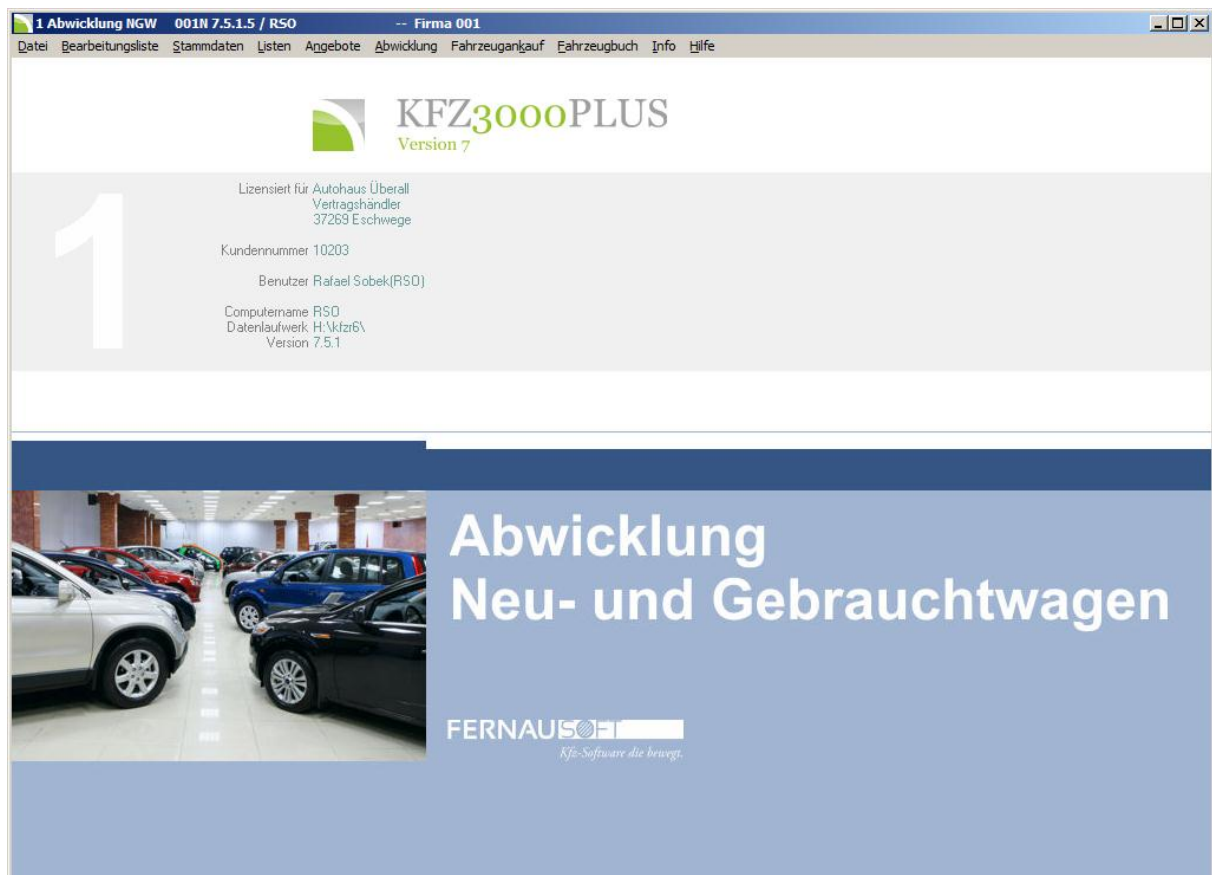 1 Abwicklung NGW 001N 7.5.1.5 / RSO -- Firma 001
Datei Bearbeitungsliste Stammdaten Listen Angebote Abwicklung Fahrzeugankauf Fahrzeugbuch Info Hilfe
KFZ3000PLUS
Version 7
1
Lizensiert für Autohaus Überall
Vertragshändler
37269 Eschwege
Kundennummer 10203
Benutzer Rafael Sobek(RSO)
Computername RSO
Datenlaufwerk H:\kfzr6\
Version 7.5.1
Abwicklung
Neu- und Gebrauchtwagen
FERNAUSOFT
Kfz-Software die bewegt.